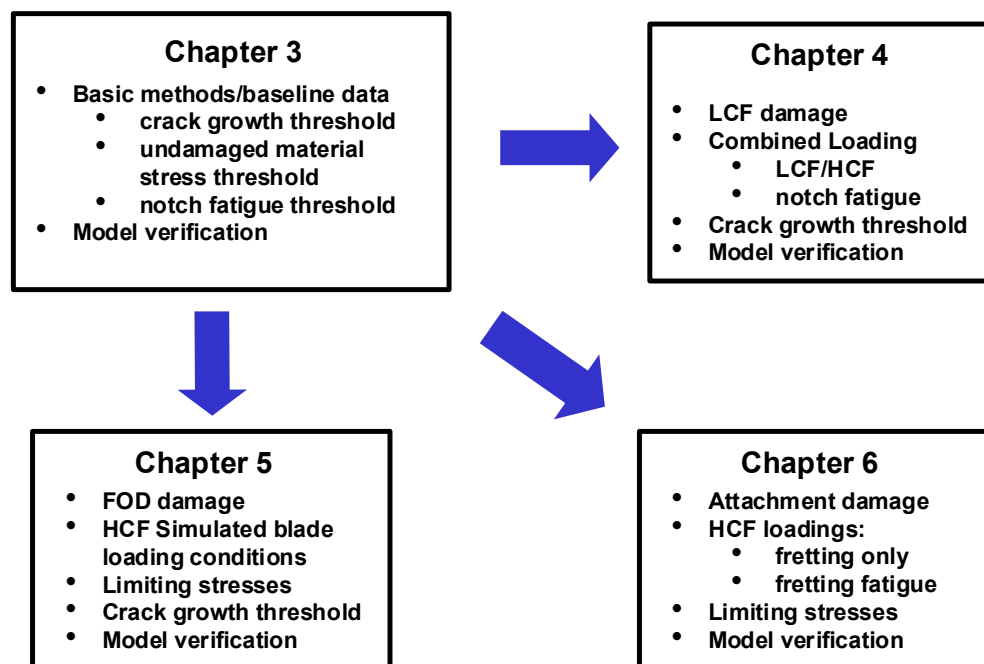 Chapter 3
• Basic methods/baseline data
• crack growth threshold
• undamaged material
stress threshold
• notch fatigue threshold
• Model verification
Chapter 4
• LCF damage
• Combined Loading
• LCF/HCF
• notch fatigue
• Crack growth threshold
• Model verification
Chapter 5
• FOD damage
• HCF Simulated blade
loading conditions
• Limiting stresses
• Crack growth threshold
• Model verification
Chapter 6
• Attachment damage
• HCF loadings:
• fretting only
• fretting fatigue
• Limiting stresses
• Model verification